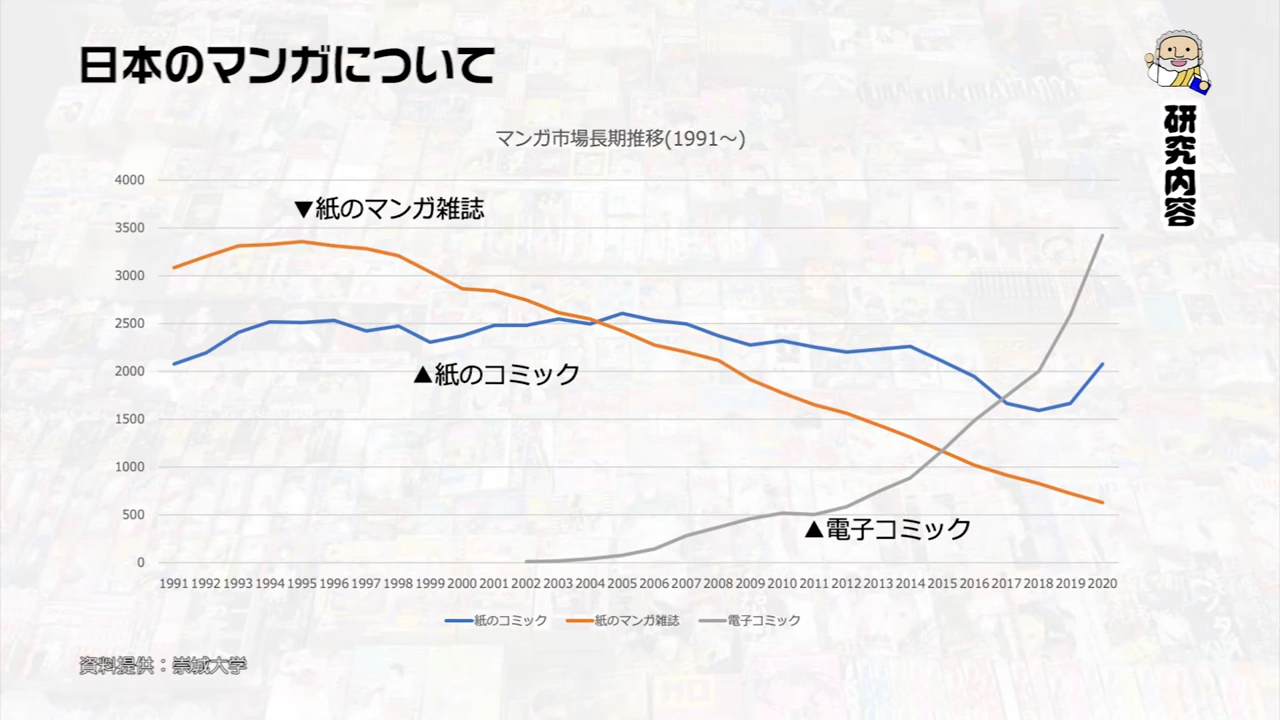 日本のマンガについて
研究内容
マンガ市場長期推移(1991～)
4000
▼紙のマンガ雑誌
3500
3000
2500
▲紙のコミック
2000
1500
1000
500
▲電子コミック
0
1991 1992 1993 1994 1995 1996 1997 1998 1999 2000 2001 2002 2003 2004 2005 2006 2007 2008 2009 2010 2011 2012 2013 2014 2015 2016 2017 2018 2019 2020
紙のコミック 紙のマンガ雑誌 電子コミック
資料提供：崇城大学